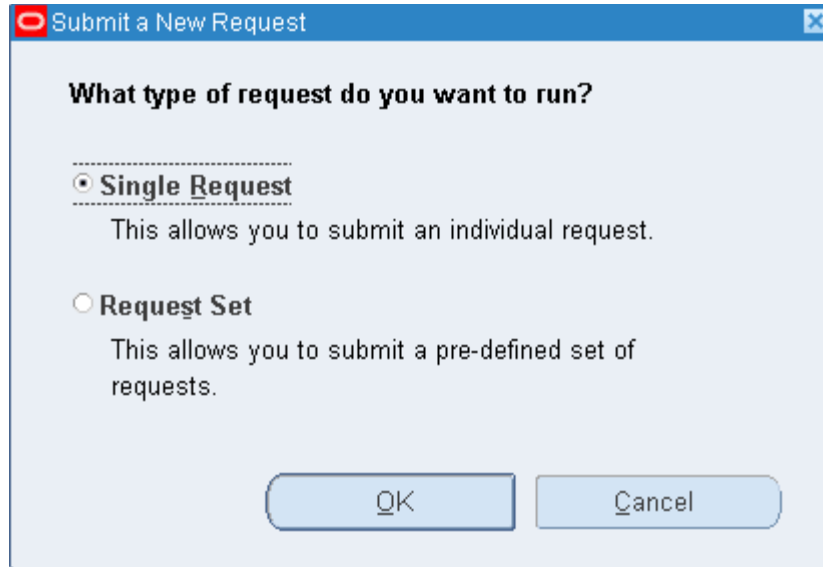 Submit a New Request
What type of request do you want to run?
Single Request
This allows you to submit an individual request.
Request Set
This allows you to submit a pre-defined set of
requests.
OK
Cancel